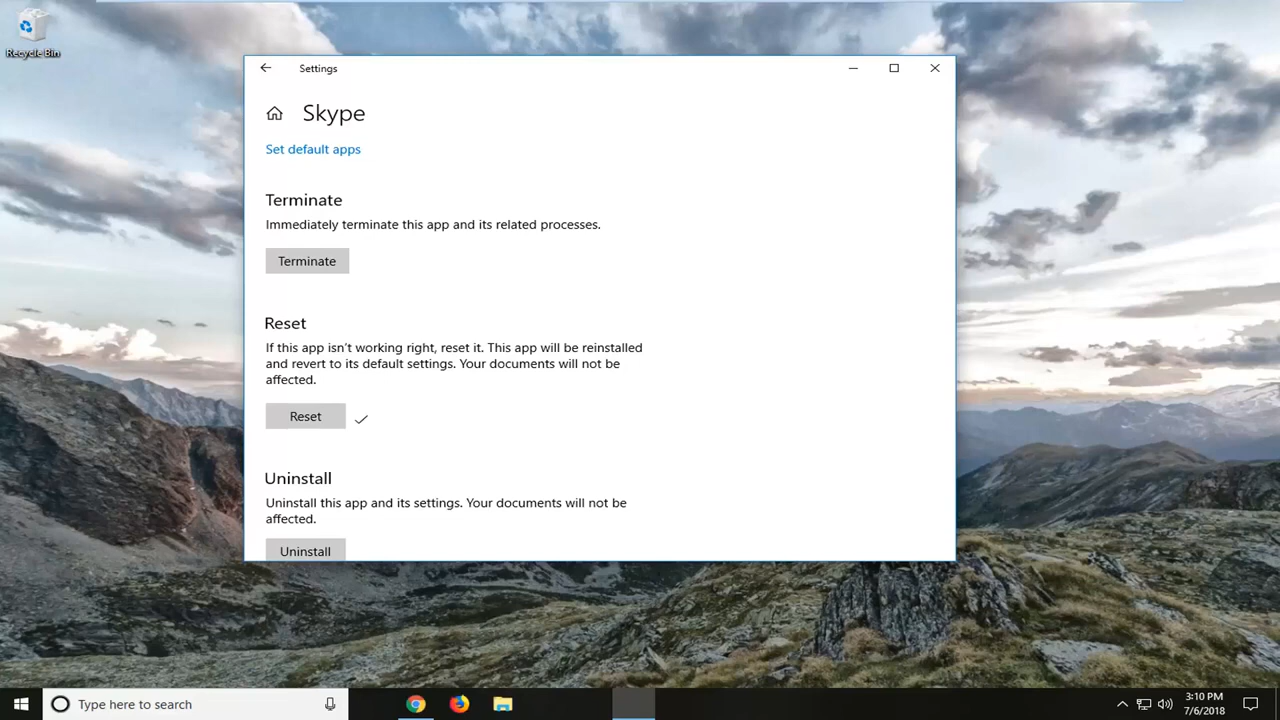 Recycle Bin
Settings
Skype
Set default apps
Terminate
Immediately terminate this app and its related processes.
Terminate
Reset
If this app isn't working right, reset it. This app will be reinstalled
and revert to its default settings. Your documents will not be
affected.
Reset
Uninstall
Uninstall this app and its settings. Your documents will not be
affected.
Uninstall
Type here to search
3:10 PM
7/6/2018